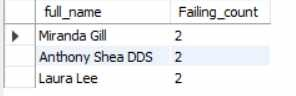 full_name Failing_count
Miranda Gill 2
Anthony Shea DDS 2
Laura Lee 2